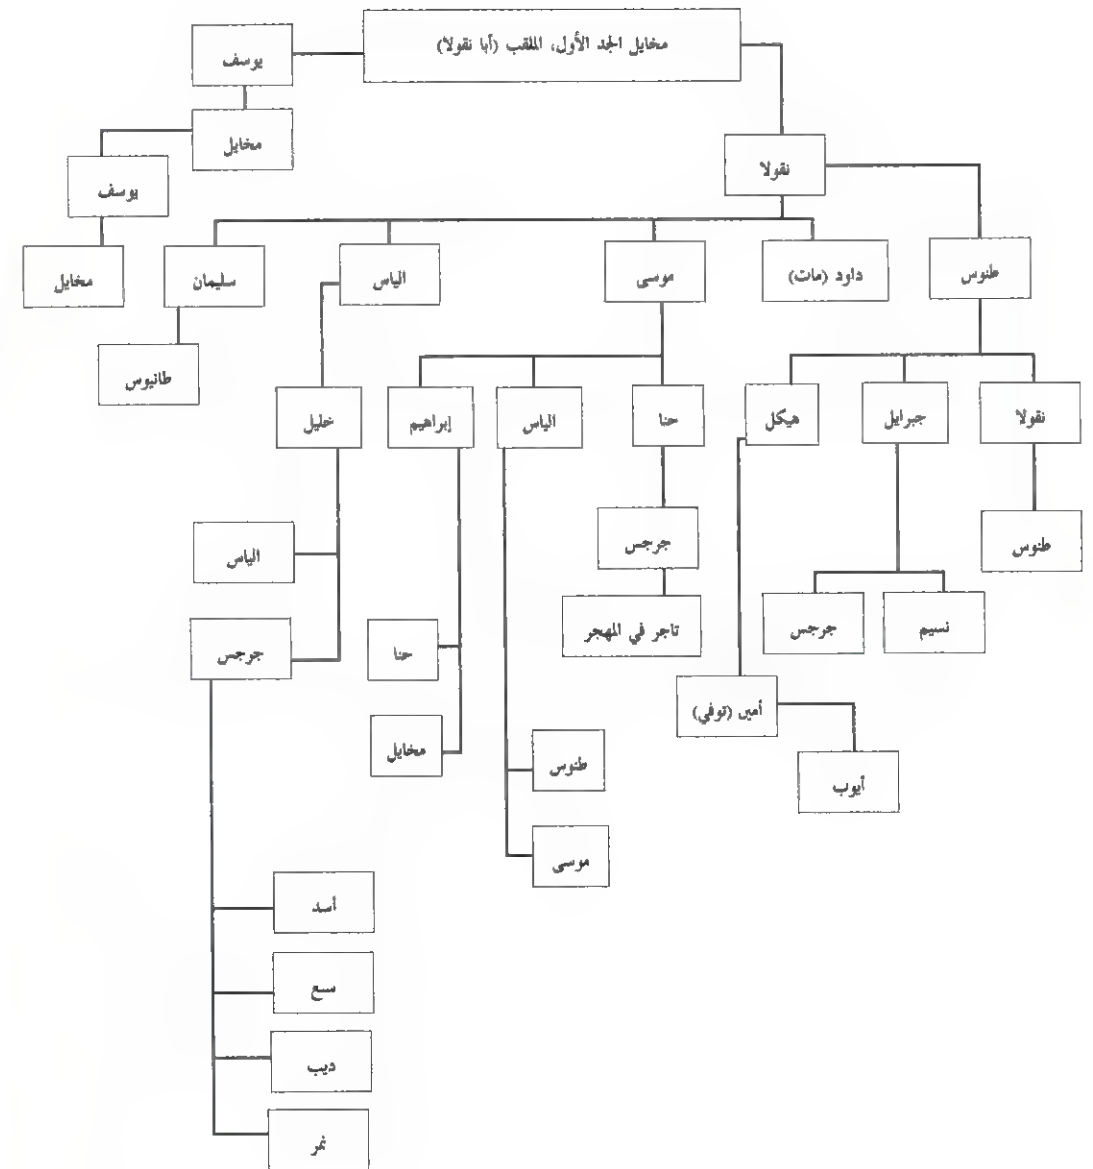 مخايل الجد الأول، الملقب (أبا نقولا)
يوسف
مخايل
نقولا
يوسف
طنوس
داود (مات)
موسى
الياس
سليمان
مخايل
طانيوس
نقولا
جبرايل
هيكل
حنا
الياس
إبراهيم
خليل
جرجس
طنوس
الياس
نسيم
جرجس
تاجر في المهجر
حنا
جرجس
أمين (توفي)
مخايل
طنوس
أيوب
موسى
أسد
سبع
ديب
نمر